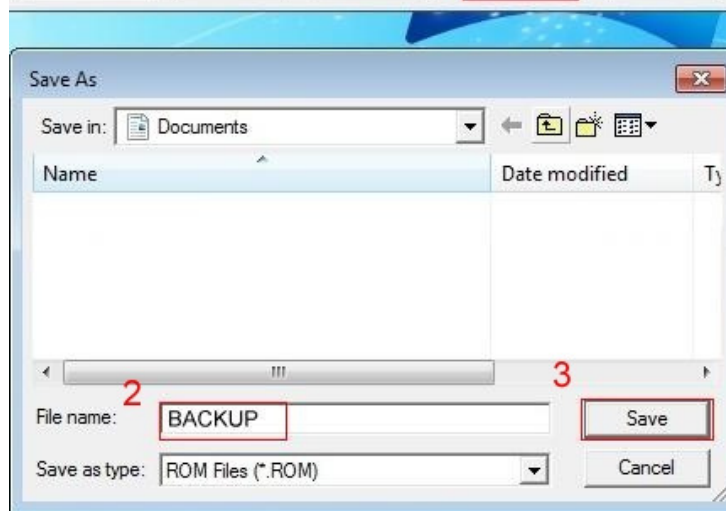 Save As
Save in: Documents
Name Date modified Ty
2 3
File name: BACKUP Save
Save as type: ROM Files (*.ROM) Cancel